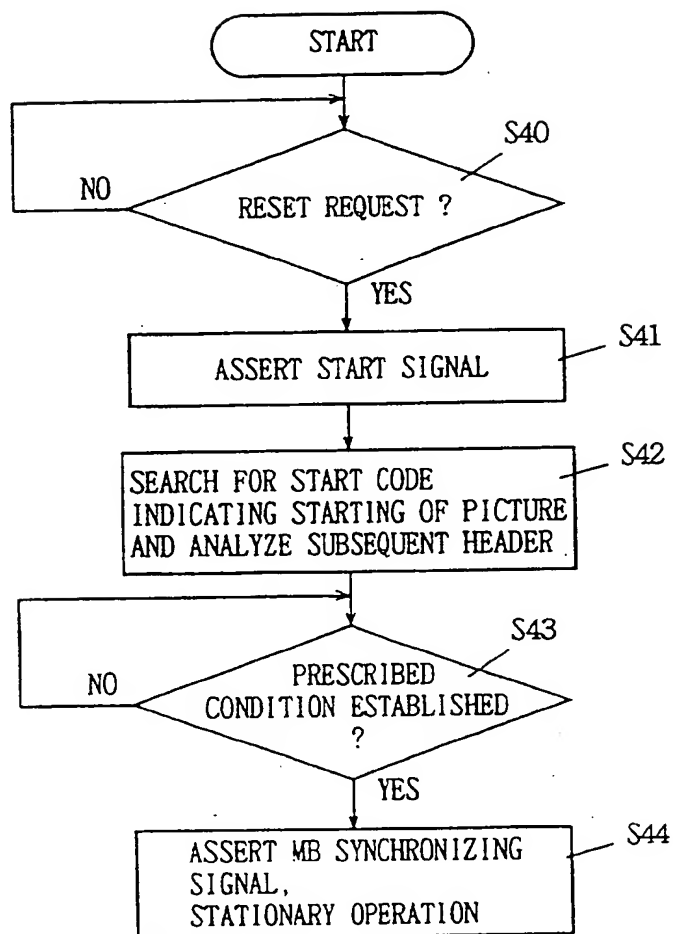 START
S40
NO
RESET REQUEST ?
YES
S41
ASSERT START SIGNAL
S42
SEARCH FOR START CODE
INDICATING STARTING OF PICTURE
AND ANALYZE SUBSEQUENT HEADER
S43
NO
PRESCRIBED
CONDITION ESTABLISHED
?
YES
S44
ASSERT MB SYNCHRONIZING
SIGNAL,
STATIONARY OPERATION